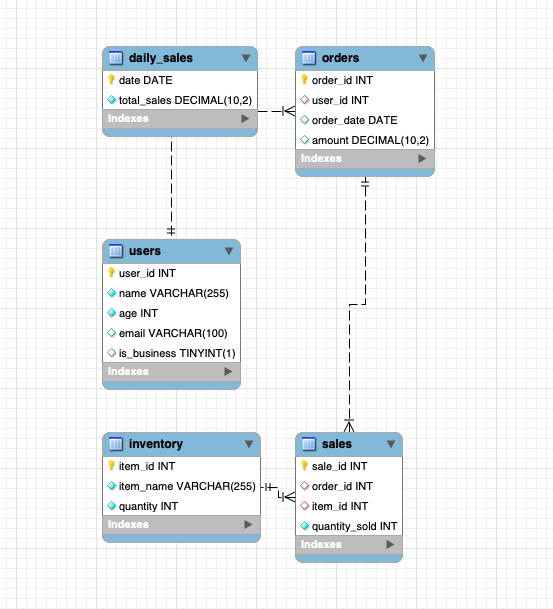 daily_sales
date DATE
total_sales DECIMAL(10,2)
Indexes
orders
order_id INT
user_id INT
order_date DATE
amount DECIMAL(10,2)
Indexes
users
user_id INT
name VARCHAR(255)
age INT
email VARCHAR(100)
is_business TINYINT(1)
Indexes
inventory
item_id INT
item_name VARCHAR(255)
quantity INT
Indexes
sales
sale_id INT
order_id INT
item_id INT
quantity_sold INT
Indexes